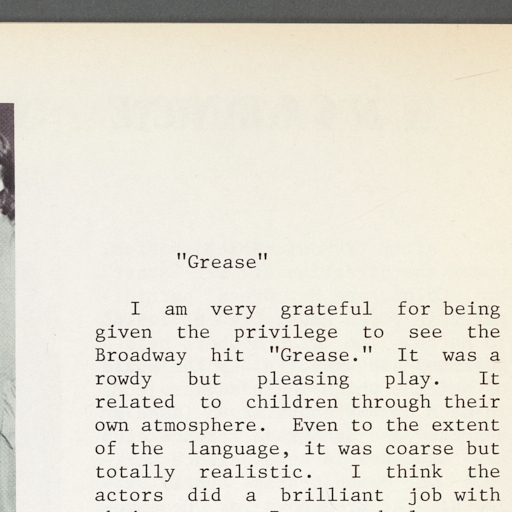 "Grease"
I am very grateful for being
given the privilege to see the
Broadway hit "Grease." It was a
rowdy but pleasing play. It
related to children through their
own atmosphere. Even to the extent
of the language, it was coarse but
totally realistic. I think the
actors did a brilliant job with